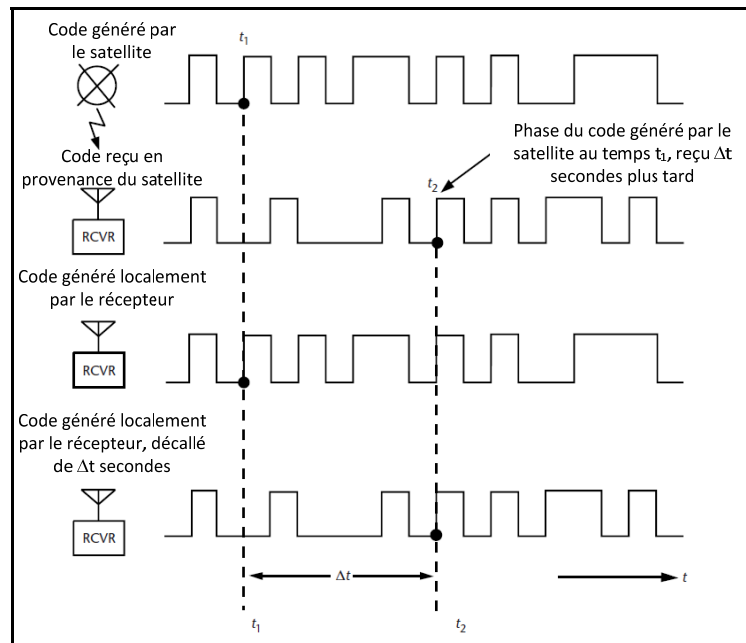 Code généré par
le satellite
t1
Code reçu en
provenance du satellite
Phase du code généré par le
satellite au temps t1, reçu Δt
secondes plus tard
t2
RCVR
Code généré localement
par le récepteur
RCVR
Code généré localement
par le récepteur, décallé
de Δt secondes
RCVR
Δt
t
t1
t2